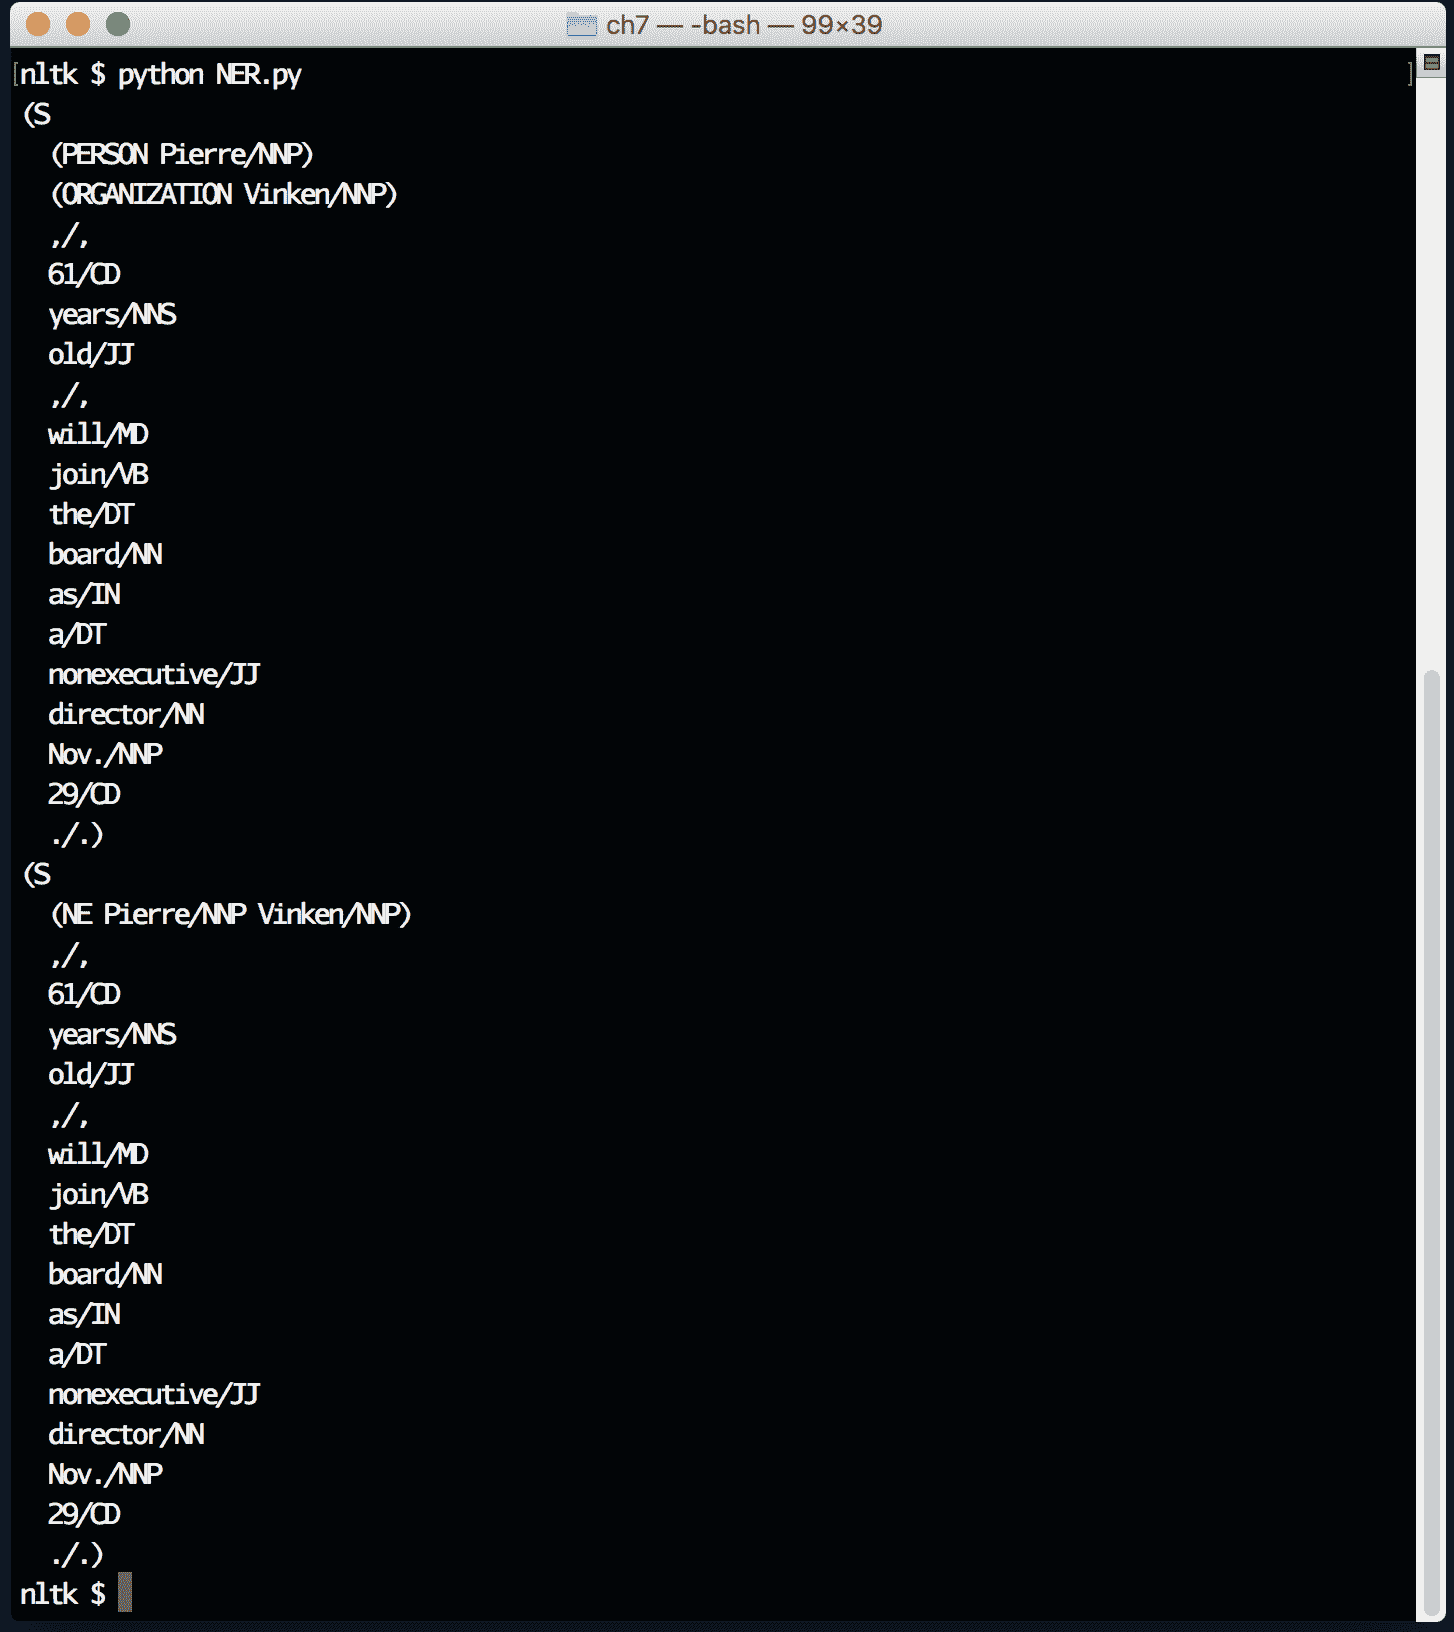 ch7 — -bash — 99×39
nltk $ python NER.py
(S
  (PERSON Pierre/NNP)
  (ORGANIZATION Vinken/NNP)
  ,/,
  61/CD
  years/NNS
  old/JJ
  ,/,
  will/MD
  join/VB
  the/DT
  board/NN
  as/IN
  a/DT
  nonexecutive/JJ
  director/NN
  Nov./NNP
  29/CD
  ./.)
(S
  (NE Pierre/NNP Vinken/NNP)
  ,/,
  61/CD
  years/NNS
  old/JJ
  ,/,
  will/MD
  join/VB
  the/DT
  board/NN
  as/IN
  a/DT
  nonexecutive/JJ
  director/NN
  Nov./NNP
  29/CD
  ./.)
nltk $